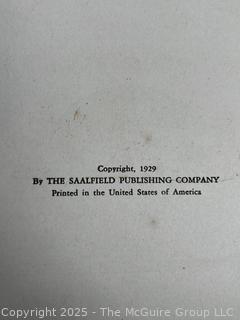 Copyright, 1929
By THE SAALFIELD PUBLISHING COMPANY
Printed in the United States of America
Copyright 2025 - The McGuire Group LLC